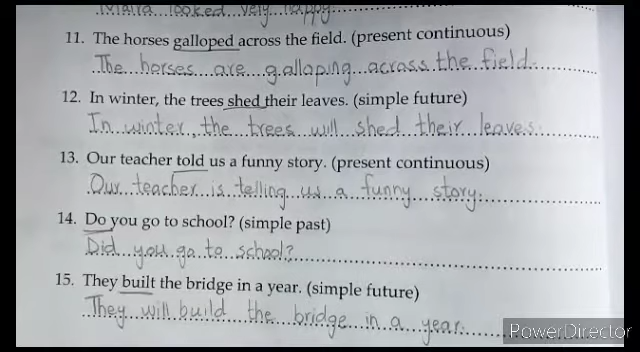 Maria looked very happy.
11. The horses galloped across the field. (present continuous)
The horses are galloping across the field.
12. In winter, the trees shed their leaves. (simple future)
In winter, the trees will shed their leaves.
13. Our teacher told us a funny story. (present continuous)
Our teacher is telling us a funny story.
14. Do you go to school? (simple past)
Did you go to school?
15. They built the bridge in a year. (simple future)
They will build the bridge in a year.
PowerDirector